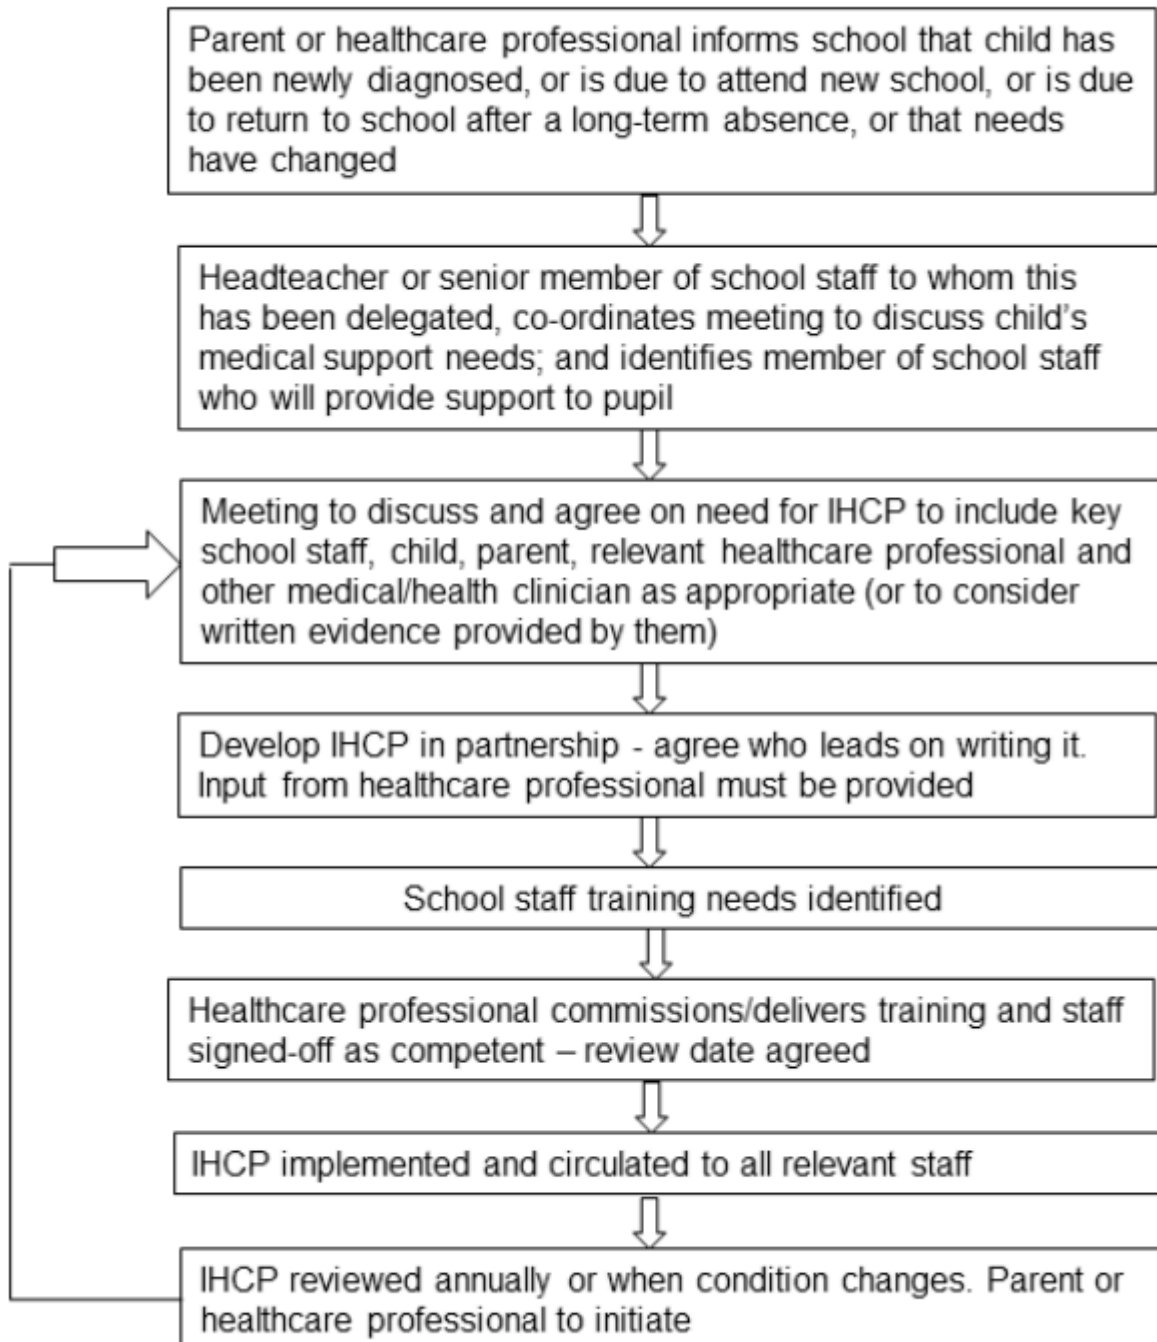 Parent or healthcare professional informs school that child has
been newly diagnosed, or is due to attend new school, or is due
to return to school after a long-term absence, or that needs
have changed
Headteacher or senior member of school staff to whom this
has been delegated, co-ordinates meeting to discuss child's
medical support needs; and identifies member of school staff
who will provide support to pupil
Meeting to discuss and agree on need for IHCP to include key
school staff, child, parent, relevant healthcare professional and
other medical/health clinician as appropriate (or to consider
written evidence provided by them)
Develop IHCP in partnership - agree who leads on writing it.
Input from healthcare professional must be provided
School staff training needs identified
Healthcare professional commissions/delivers training and staff
signed-off as competent – review date agreed
IHCP implemented and circulated to all relevant staff
IHCP reviewed annually or when condition changes. Parent or
healthcare professional to initiate